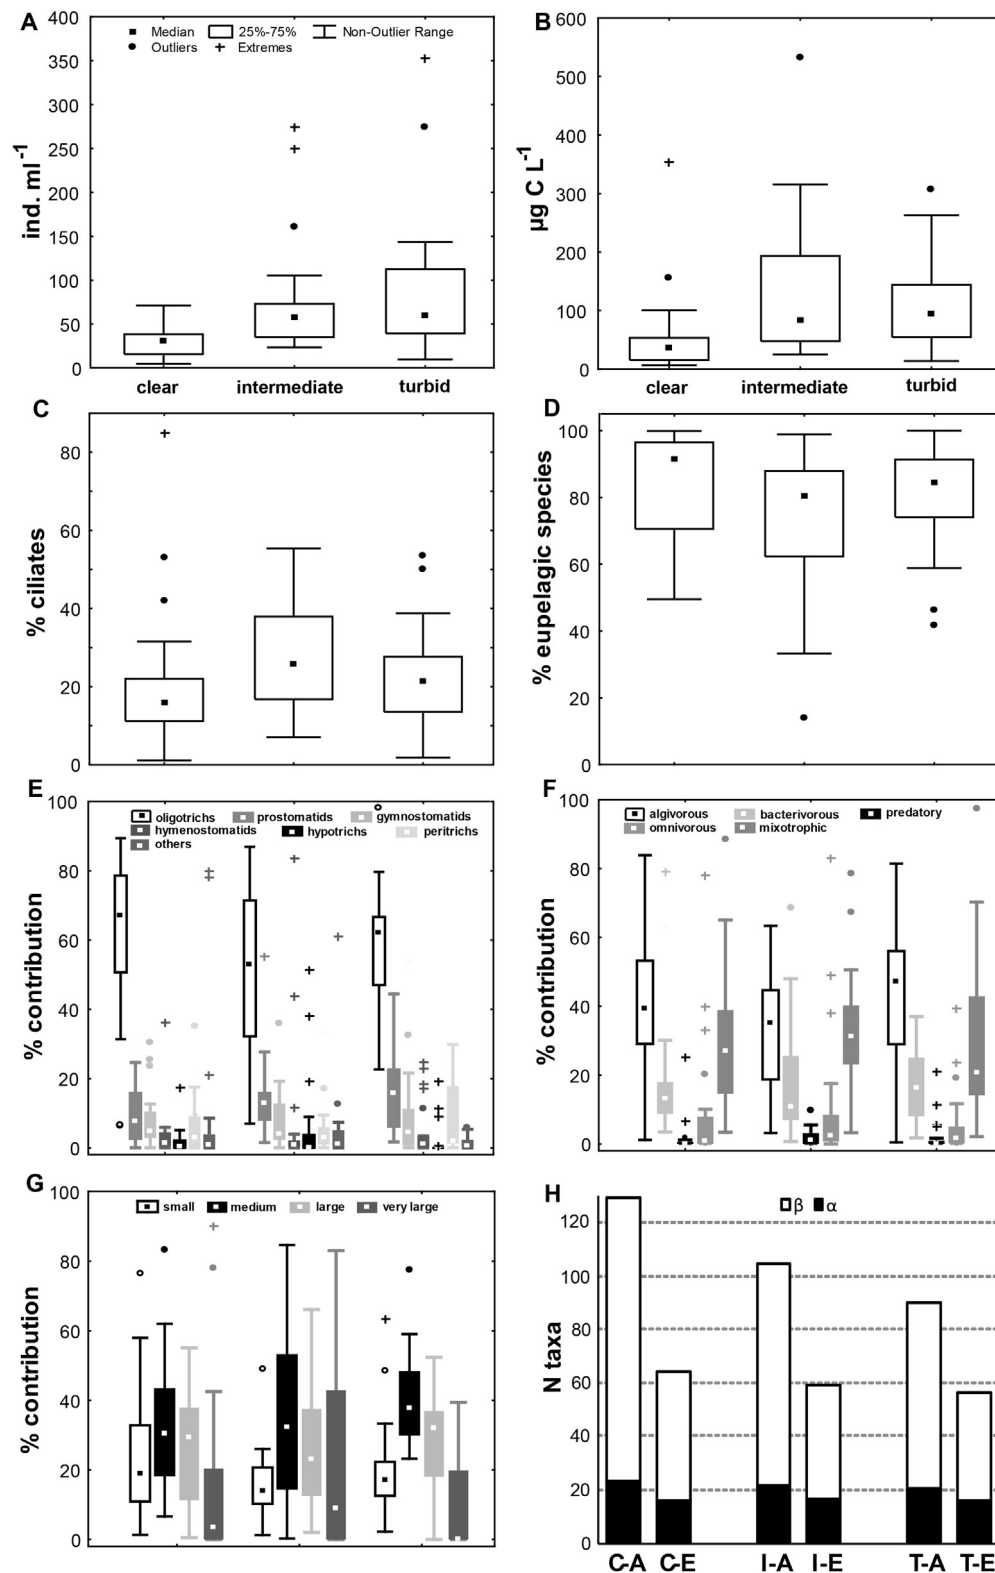 A
400
350
300
250
200
150
100
50
0
ind. ml-1
Median 25%-75% Non-Outlier Range
Outliers Extremes
clear intermediate turbid
B
600
500
400
300
200
100
0
µg C L-1
clear intermediate turbid
C
80
60
40
20
0
% ciliates
D
100
80
60
40
20
0
% eupelagic species
E
100
80
60
40
20
0
% contribution
oligotrichs prostomatids gymnostomatids
hymenostomatids hypotrichs peritrichs
others
F
100
80
60
40
20
0
% contribution
algivorous bacterivorous predatory
omnivorous mixotrophic
G
100
80
60
40
20
0
% contribution
small medium large very large
H
120
100
80
60
40
20
0
N taxa
β α
C-A C-E I-A I-E T-A T-E